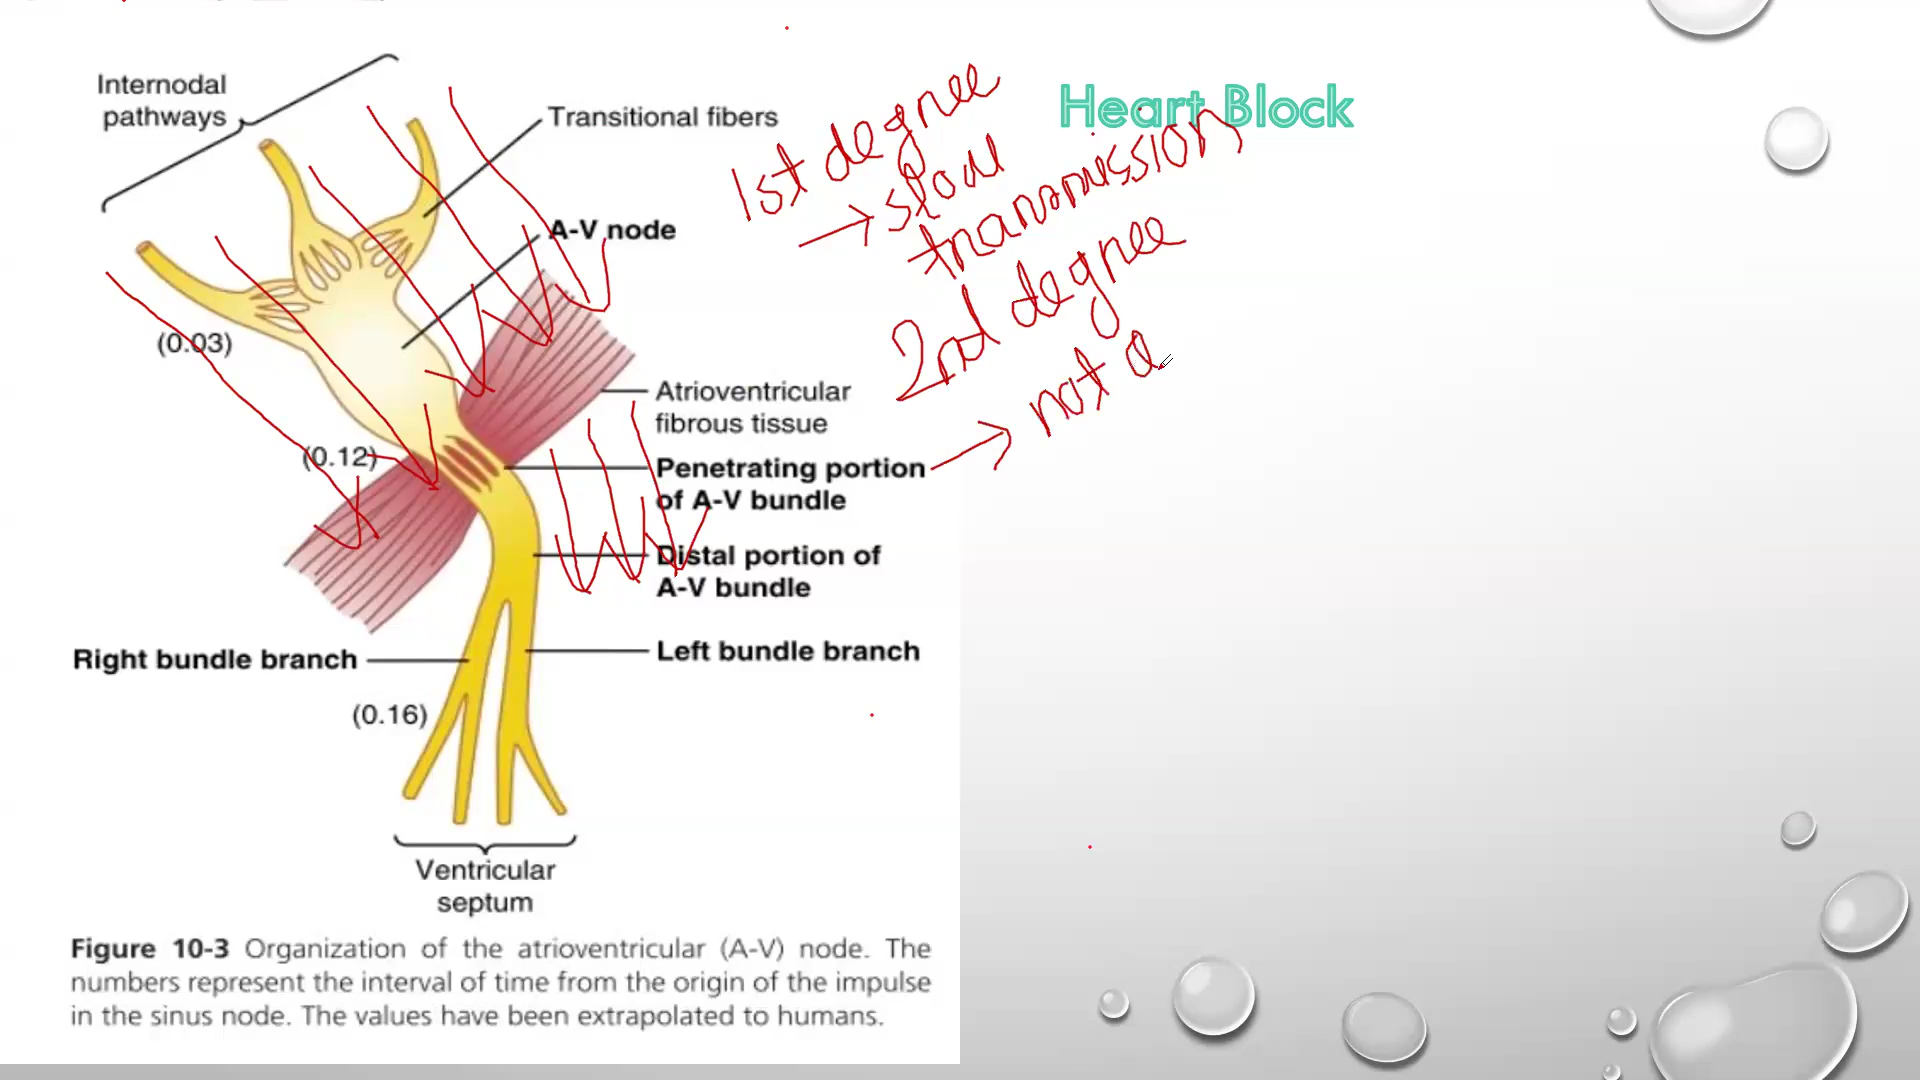 Internodal
pathways
Transitional fibers
A-V node
(0.03)
Atrioventricular
fibrous tissue
(0.12)
Penetrating portion
of A-V bundle
Distal portion of
A-V bundle
Right bundle branch
Left bundle branch
(0.16)
Ventricular
septum
Figure 10-3 Organization of the atrioventricular (A-V) node. The
numbers represent the interval of time from the origin of the impulse
in the sinus node. The values have been extrapolated to humans.
Heart Block
1st degree
→ slow
transmission
2nd degree
→ not a